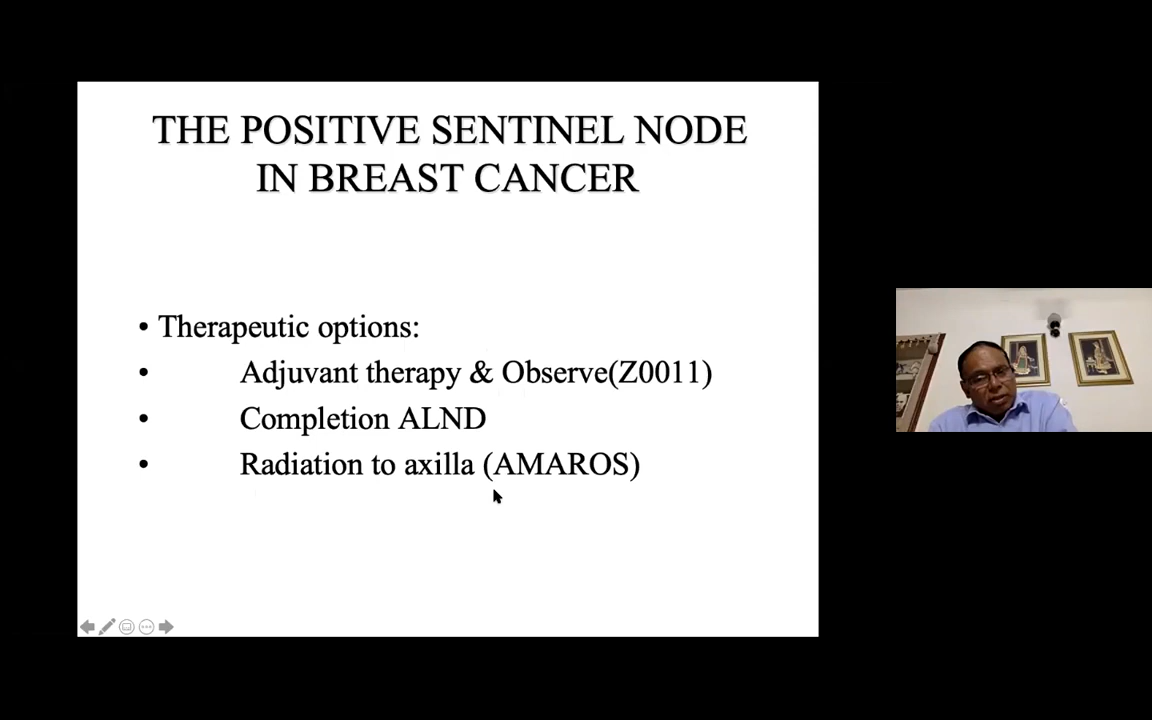 THE POSITIVE SENTINEL NODE
IN BREAST CANCER
• Therapeutic options:
• Adjuvant therapy & Observe(Z0011)
• Completion ALND
• Radiation to axilla (AMAROS)